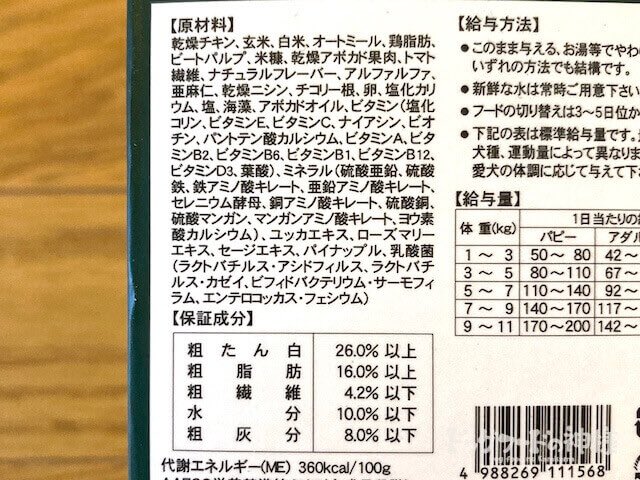 【原材料】
乾燥チキン、玄米、白米、オートミール、鶏脂肪、
ビートパルプ、米糠、乾燥アボカド果肉、トマト
繊維、ナチュラルフレーバー、アルファルファ、
亜麻仁、乾燥ニシン、チコリー根、卵、塩化カリ
ウム、塩、海藻、アボカドオイル、ビタミン(塩化
コリン、ビタミンE、ビタミンC、ナイアシン、ビオ
チン、パントテン酸カルシウム、ビタミンA、ビタ
ミンB2、ビタミンB6、ビタミンB1、ビタミンB12、
ビタミンD3、葉酸)、ミネラル(硫酸亜鉛、硫酸
鉄、鉄アミノ酸キレート、亜鉛アミノ酸キレート、
セレニウム酵母、銅アミノ酸キレート、硫酸銅、
硫酸マンガン、マンガンアミノ酸キレート、ヨウ素
酸カルシウム)、ユッカエキス、ローズマリー
エキス、セージエキス、パイナップル、乳酸菌
(ラクトバチルス・アシドフィルス、ラクトバチ
ルス・カゼイ、ビフィドバクテリウム・サーモフィ
ラム、エンテロコッカス・フェシウム)
【保証成分】
粗たん白 26.0% 以上
粗脂肪 16.0% 以上
粗繊維 4.2% 以下
水分 10.0% 以下
粗灰分 8.0% 以下
代謝エネルギー(ME) 360kcal/100g
【給与方法】
●このまま与える、お湯等でやわ
いずれの方法でも結構です。
●新鮮な水は常時ご用意下さい
●フードの切り替えは3〜5日位か
●下記の表は標準給与量です。
犬種、運動量によって異なりま
愛犬の体調に応じて与えて下
【給与量】
体重(kg) 1日当たりの
パピー アダル
1 〜 3 50 〜 80 42 〜
3 〜 5 80 〜 110 67 〜
5 〜 7 110 〜 140 92 〜
7 〜 9 140 〜 170 117 〜
9 〜 11 170 〜 200 142 〜
ドッグフードの神様
4 988269 111568